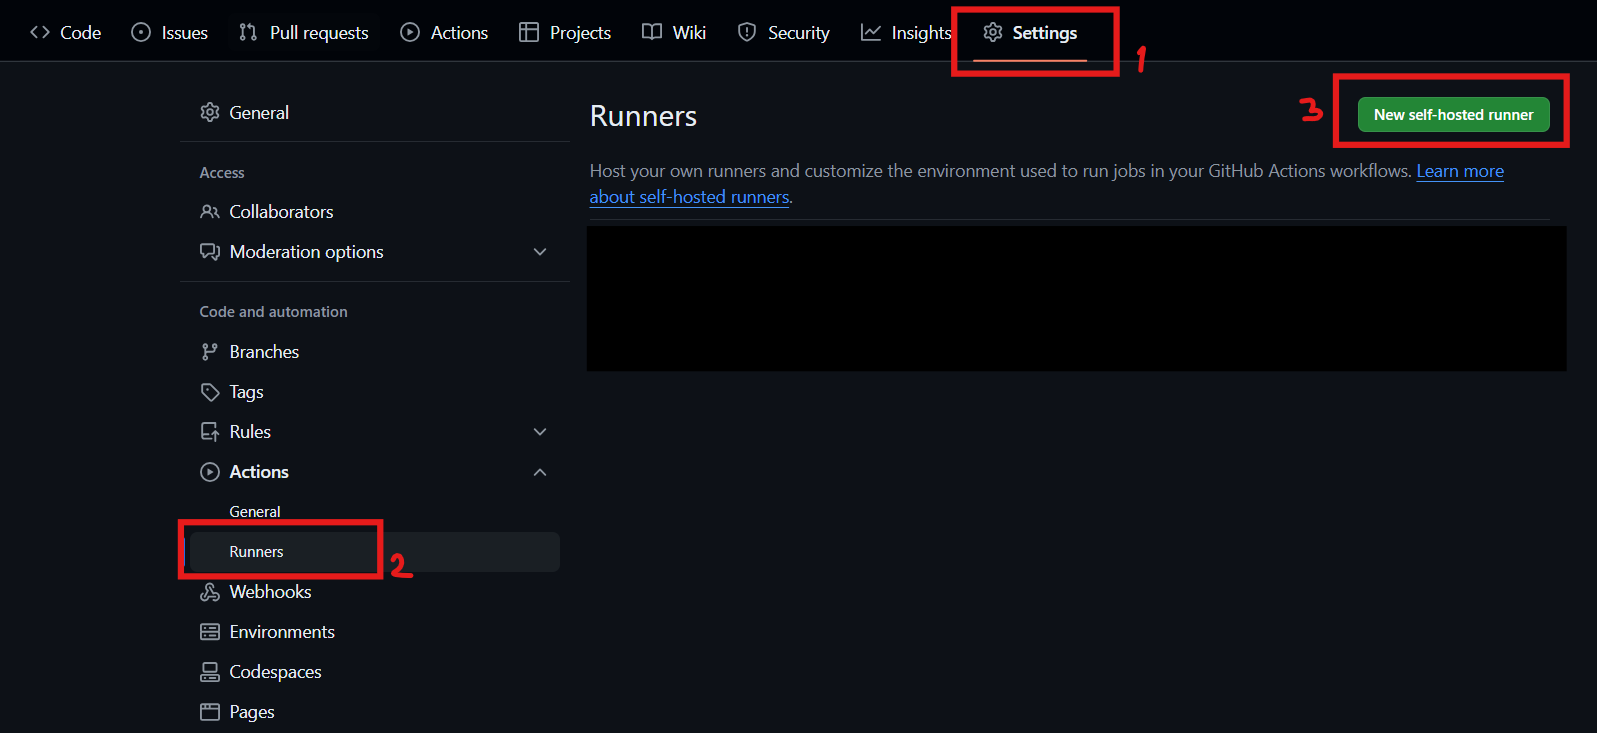 Code Issues Pull requests Actions Projects Wiki Security Insights Settings
1
General
Access
Collaborators
Moderation options
Code and automation
Branches
Tags
Rules
Actions
General
Runners
2
Webhooks
Environments
Codespaces
Pages
Runners
3
New self-hosted runner
Host your own runners and customize the environment used to run jobs in your GitHub Actions workflows. Learn more
about self-hosted runners.